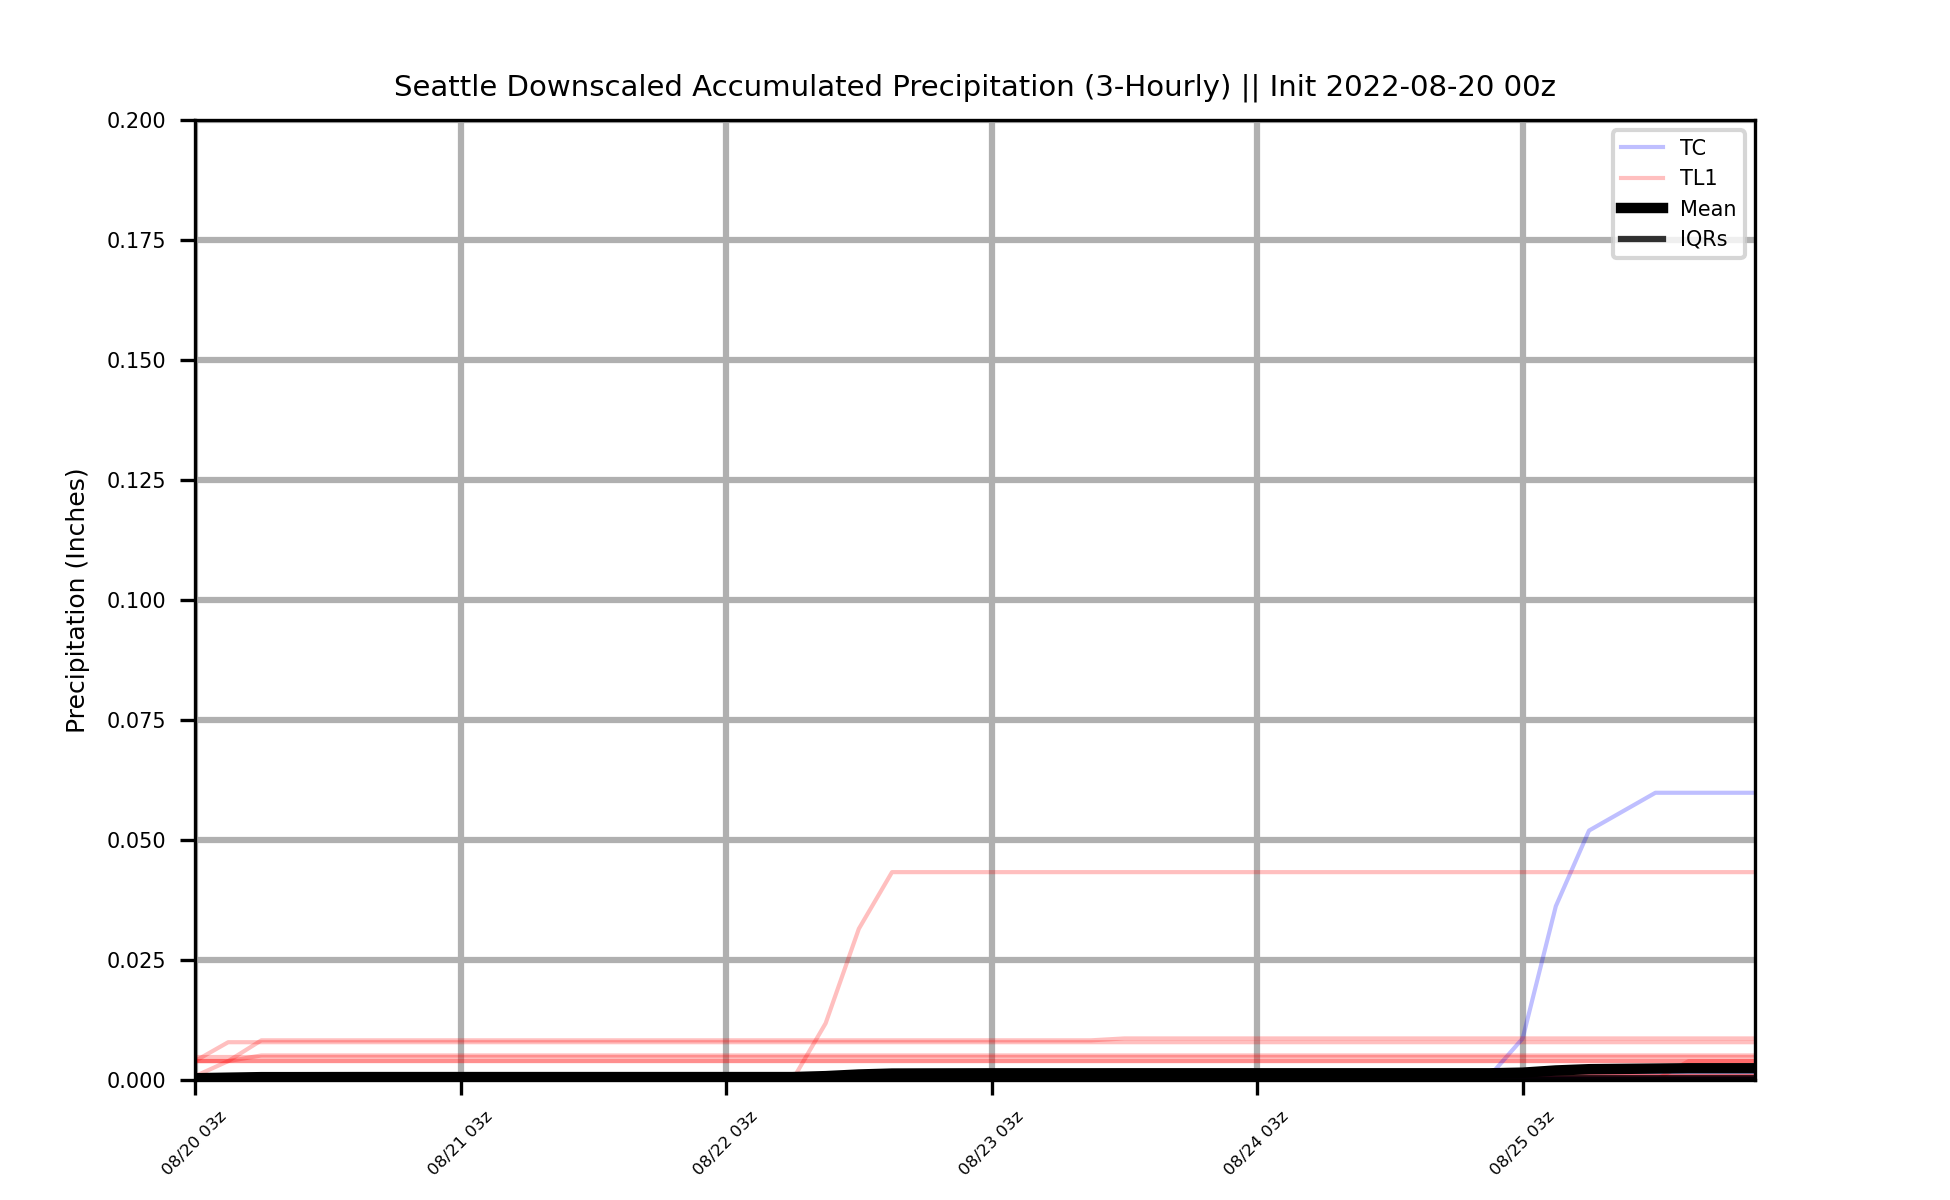 Seattle Downscaled Accumulated Precipitation (3-Hourly) || Init 2022-08-20 00z
TC
TL1
Mean
IQRs
Precipitation (Inches)
0.200
0.175
0.150
0.125
0.100
0.075
0.050
0.025
0.000
08/20 03z
08/21 03z
08/22 03z
08/23 03z
08/24 03z
08/25 03z